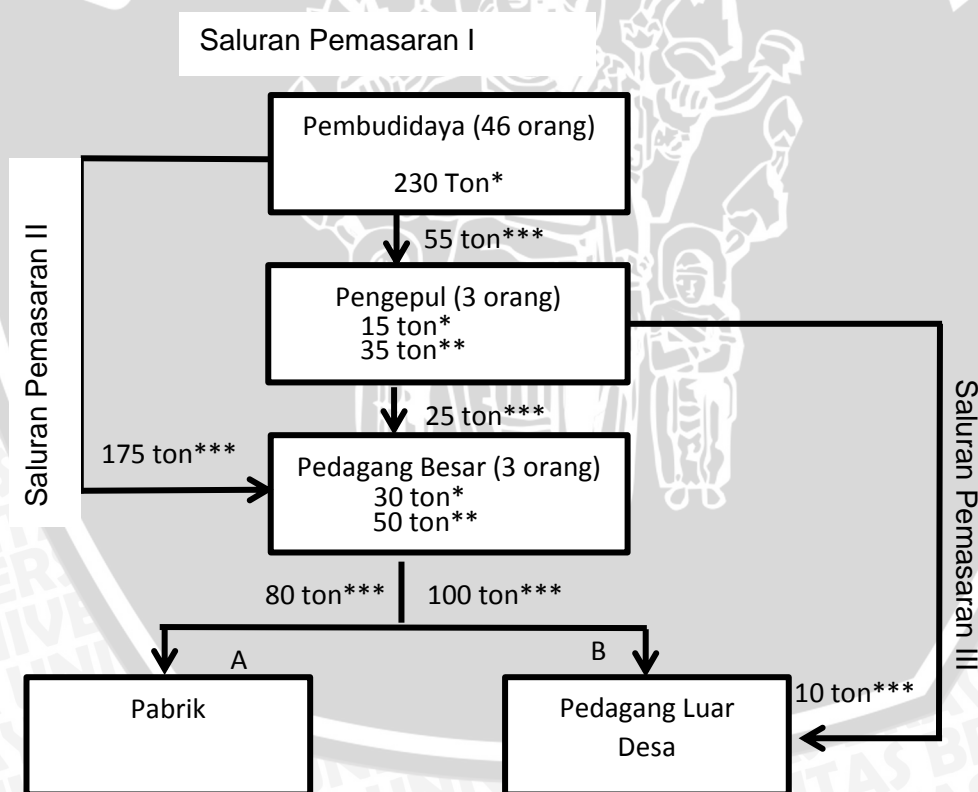 Saluran Pemasaran I
Pembudidaya (46 orang)
230 Ton*
Saluran Pemasaran II
55 ton***
Pengepul (3 orang)
15 ton*
35 ton**
25 ton***
175 ton***
Pedagang Besar (3 orang)
30 ton*
50 ton**
Saluran Pemasaran III
80 ton***
100 ton***
A
B
Pabrik
Pedagang Luar
Desa
10 ton***